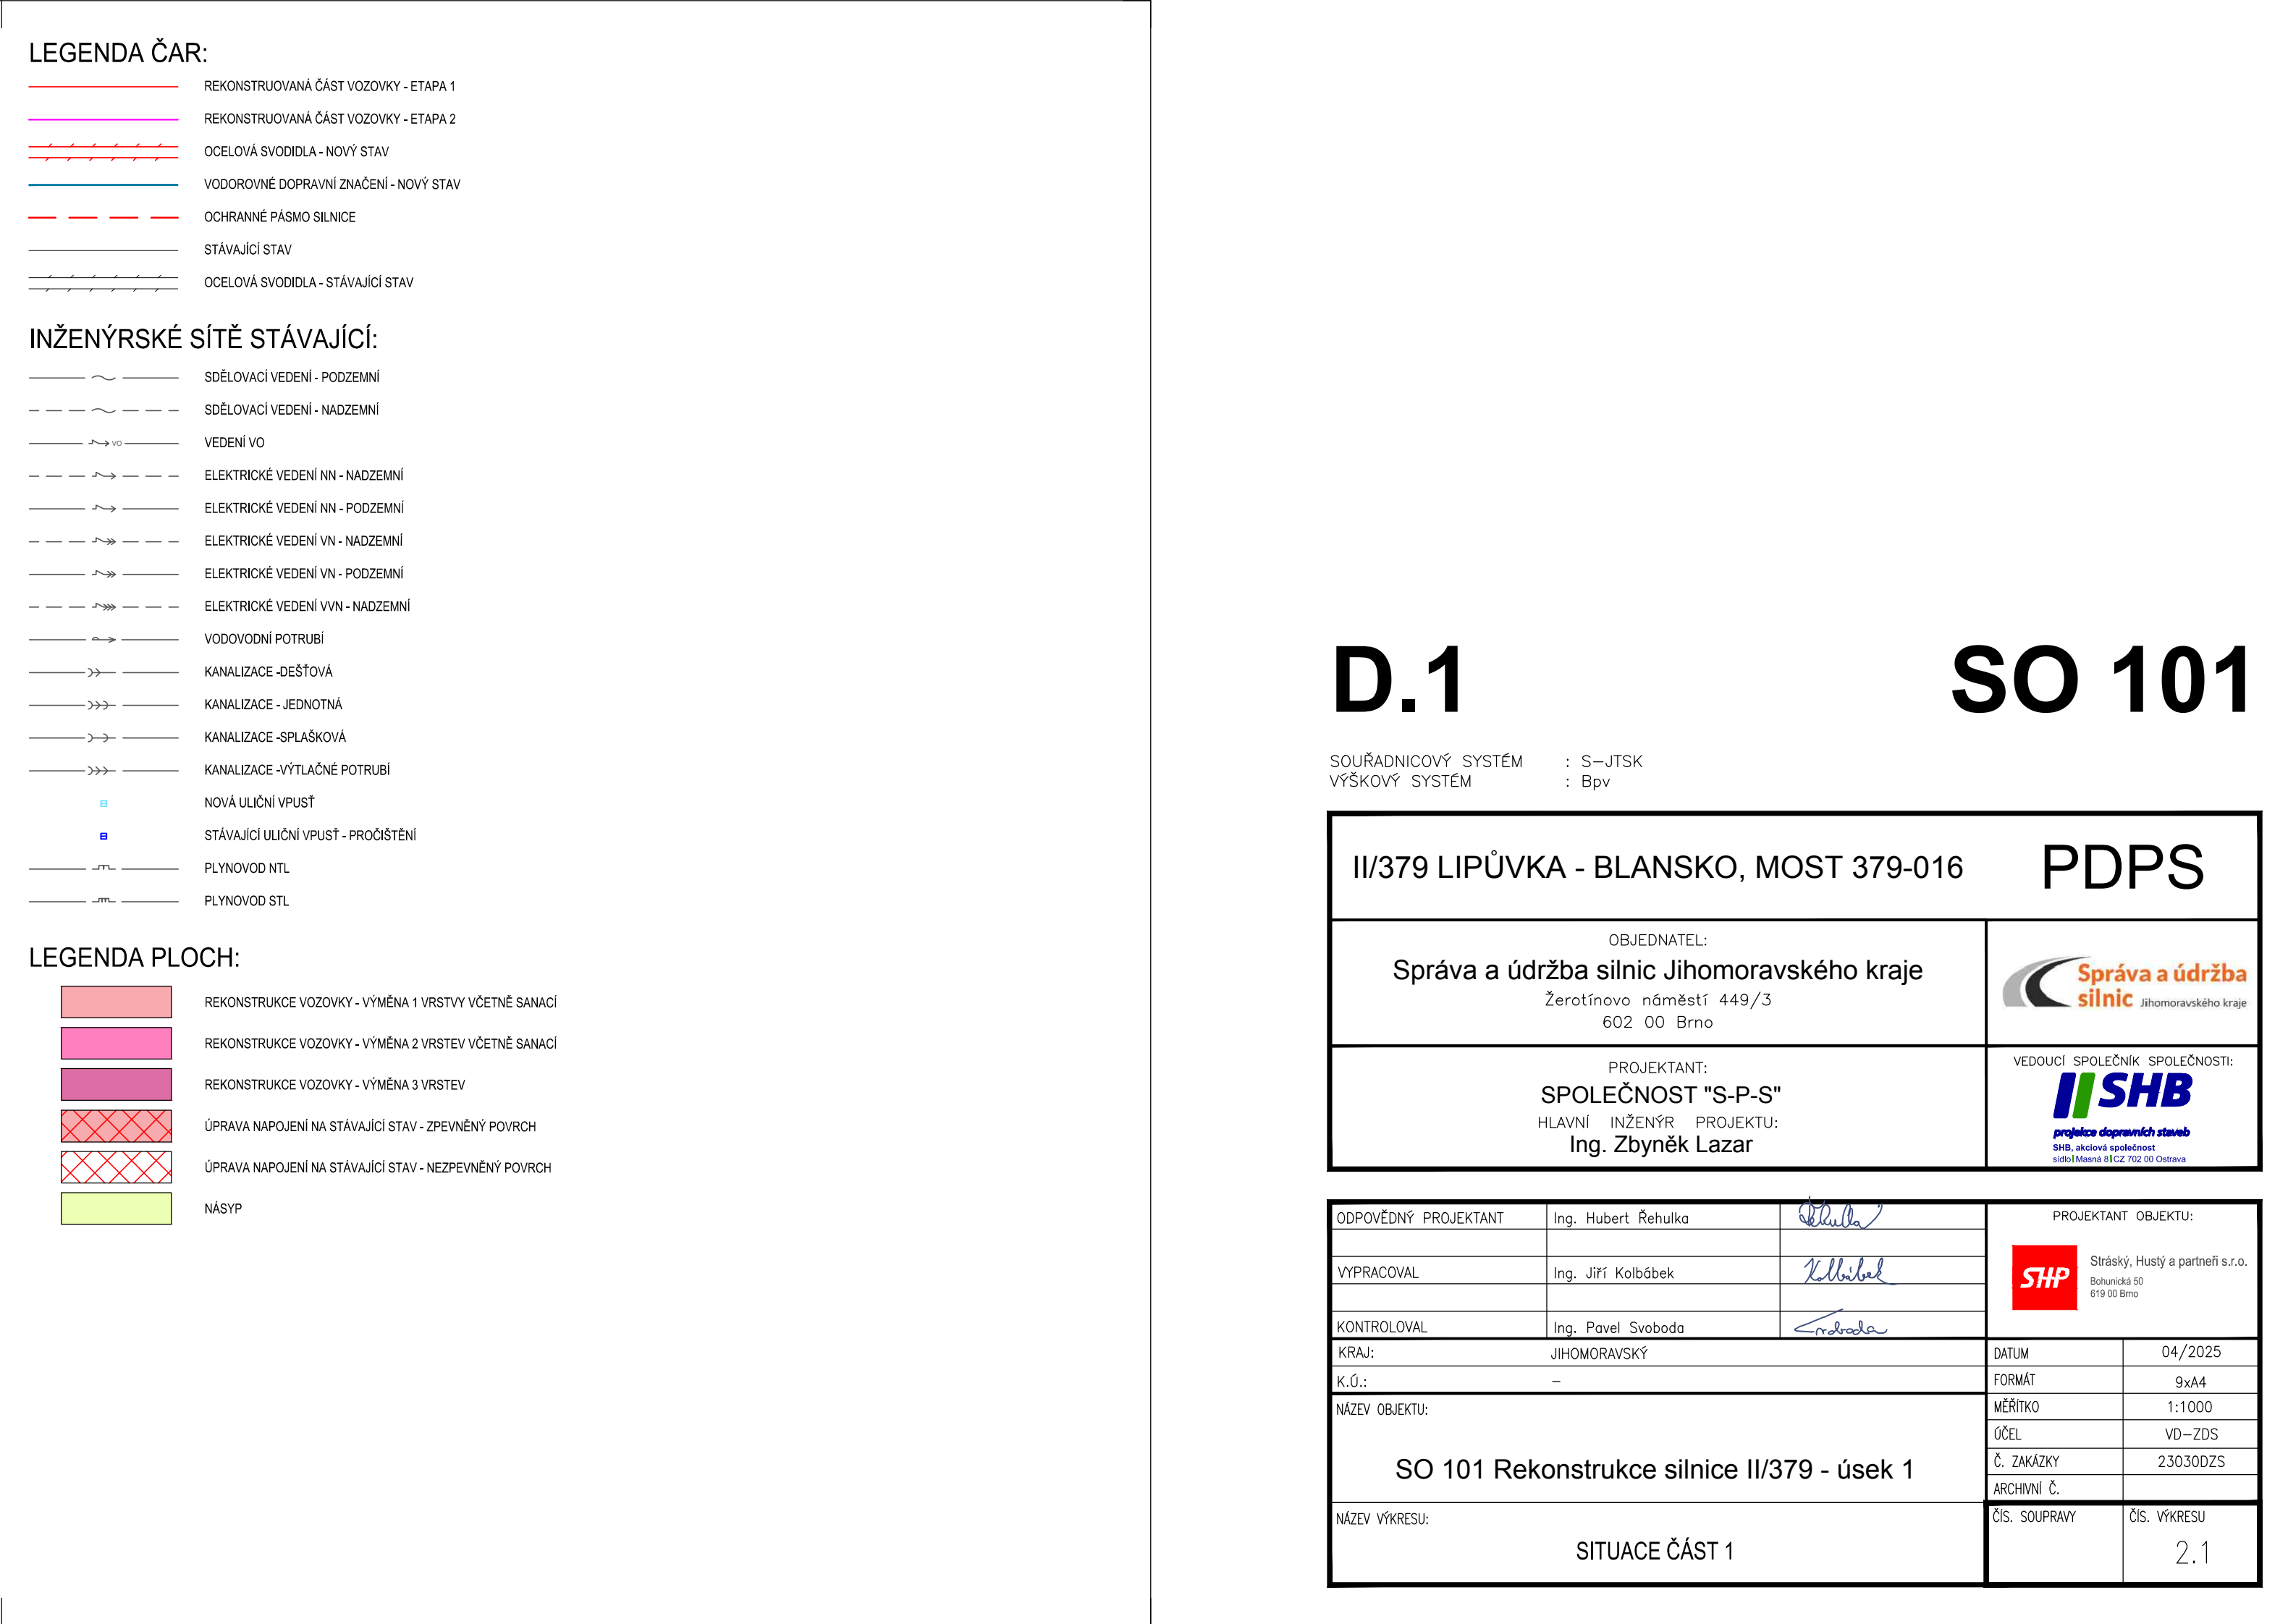 LEGENDA ČAR:
REKONSTRUOVANÁ ČÁST VOZOVKY - ETAPA 1
REKONSTRUOVANÁ ČÁST VOZOVKY - ETAPA 2
OCELOVÁ SVODIDLA - NOVÝ STAV
VODOROVNÉ DOPRAVNÍ ZNAČENÍ - NOVÝ STAV
OCHRANNÉ PÁSMO SILNICE
STÁVAJÍCÍ STAV
OCELOVÁ SVODIDLA - STÁVAJÍCÍ STAV
INŽENÝRSKÉ SÍTĚ STÁVAJÍCÍ:
SDĚLOVACÍ VEDENÍ - PODZEMNÍ
SDĚLOVACÍ VEDENÍ - NADZEMNÍ
VO VEDENÍ VO
ELEKTRICKÉ VEDENÍ NN - NADZEMNÍ
ELEKTRICKÉ VEDENÍ NN - PODZEMNÍ
ELEKTRICKÉ VEDENÍ VN - NADZEMNÍ
ELEKTRICKÉ VEDENÍ VN - PODZEMNÍ
ELEKTRICKÉ VEDENÍ VVN - NADZEMNÍ
VODOVODNÍ POTRUBÍ
KANALIZACE -DEŠŤOVÁ
KANALIZACE - JEDNOTNÁ
KANALIZACE -SPLAŠKOVÁ
KANALIZACE -VÝTLAČNÉ POTRUBÍ
NOVÁ ULIČNÍ VPUSŤ
STÁVAJÍCÍ ULIČNÍ VPUSŤ - PROČIŠTĚNÍ
PLYNOVOD NTL
PLYNOVOD STL
LEGENDA PLOCH:
REKONSTRUKCE VOZOVKY - VÝMĚNA 1 VRSTVY VČETNĚ SANACÍ
REKONSTRUKCE VOZOVKY - VÝMĚNA 2 VRSTEV VČETNĚ SANACÍ
REKONSTRUKCE VOZOVKY - VÝMĚNA 3 VRSTEV
ÚPRAVA NAPOJENÍ NA STÁVAJÍCÍ STAV - ZPEVNĚNÝ POVRCH
ÚPRAVA NAPOJENÍ NA STÁVAJÍCÍ STAV - NEZPEVNĚNÝ POVRCH
NÁSYP
D.1 SO 101
SOUŘADNICOVÝ SYSTÉM : S-JTSK
VÝŠKOVÝ SYSTÉM : Bpv
II/379 LIPŮVKA - BLANSKO, MOST 379-016 PDPS
OBJEDNATEL:
Správa a údržba silnic Jihomoravského kraje
Žerotínovo náměstí 449/3
602 00 Brno
Správa a údržba
silnic Jihomoravského kraje
PROJEKTANT:
SPOLEČNOST "S-P-S"
HLAVNÍ INŽENÝR PROJEKTU:
Ing. Zbyněk Lazar
VEDOUCÍ SPOLEČNÍK SPOLEČNOSTI:
SHB
projekce dopravních staveb
SHB, akciová společnost
sídlo Masná 8 CZ 702 00 Ostrava
ODPOVĚDNÝ PROJEKTANT Ing. Hubert Řehulka Řehulka
VYPRACOVAL Ing. Jiří Kolbábek Kolbábek
KONTROLOVAL Ing. Pavel Svoboda Svoboda
PROJEKTANT OBJEKTU:
SHP Stráský, Hustý a partneři s.r.o.
Bohunická 50
619 00 Brno
KRAJ: JIHOMORAVSKÝ
K.Ú.: -
DATUM 04/2025
FORMÁT 9xA4
MĚŘÍTKO 1:1000
ÚČEL VD-ZDS
Č. ZAKÁZKY 23030DZS
ARCHIVNÍ Č.
NÁZEV OBJEKTU:
SO 101 Rekonstrukce silnice II/379 - úsek 1
NÁZEV VÝKRESU:
SITUACE ČÁST 1
ČÍS. SOUPRAVY ČÍS. VÝKRESU
2.1